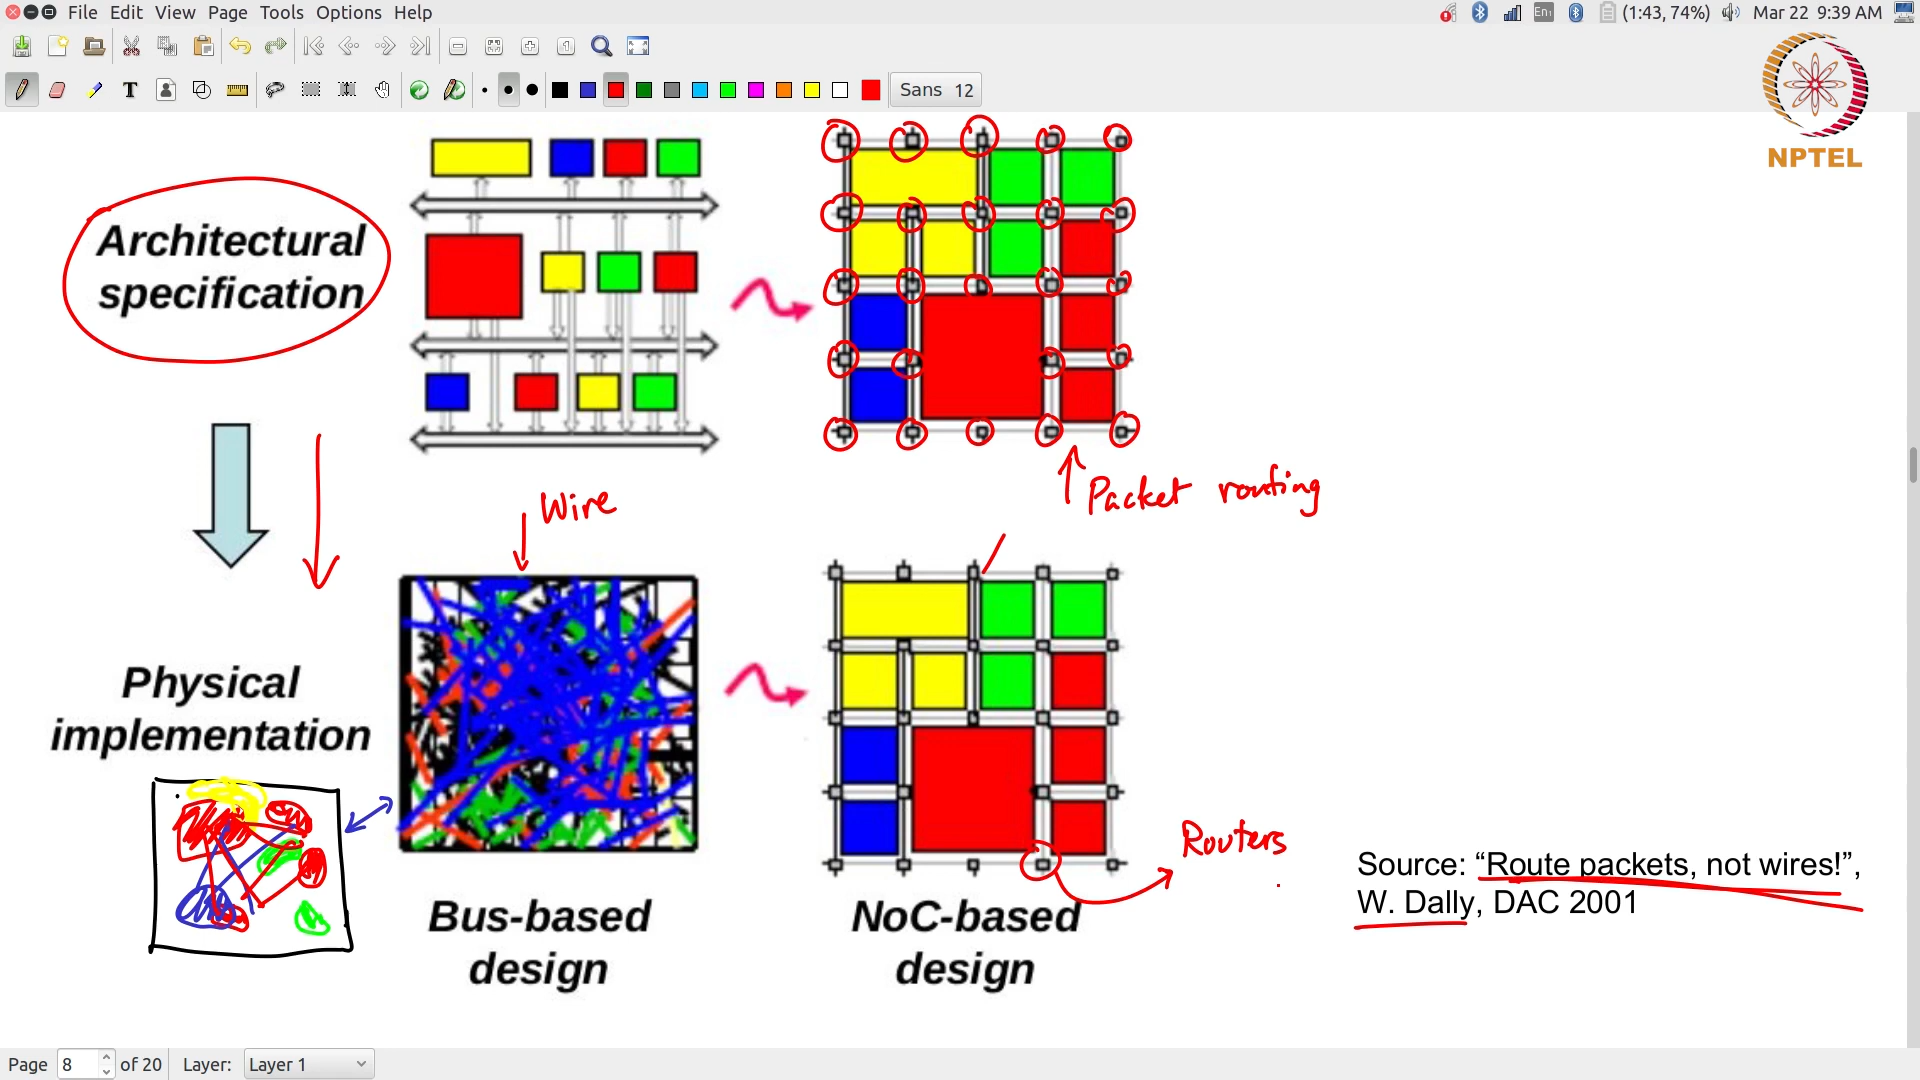 File Edit View Page Tools Options Help
En1
(1:43, 74%)
Mar 22 9:39 AM
T
Sans 12
NPTEL
Architectural
specification
Packet routing
Wire
Physical
implementation
Routers
Source: “Route packets, not wires!”,
W. Dally, DAC 2001
Bus-based
design
NoC-based
design
Page 8 of 20 Layer: Layer 1